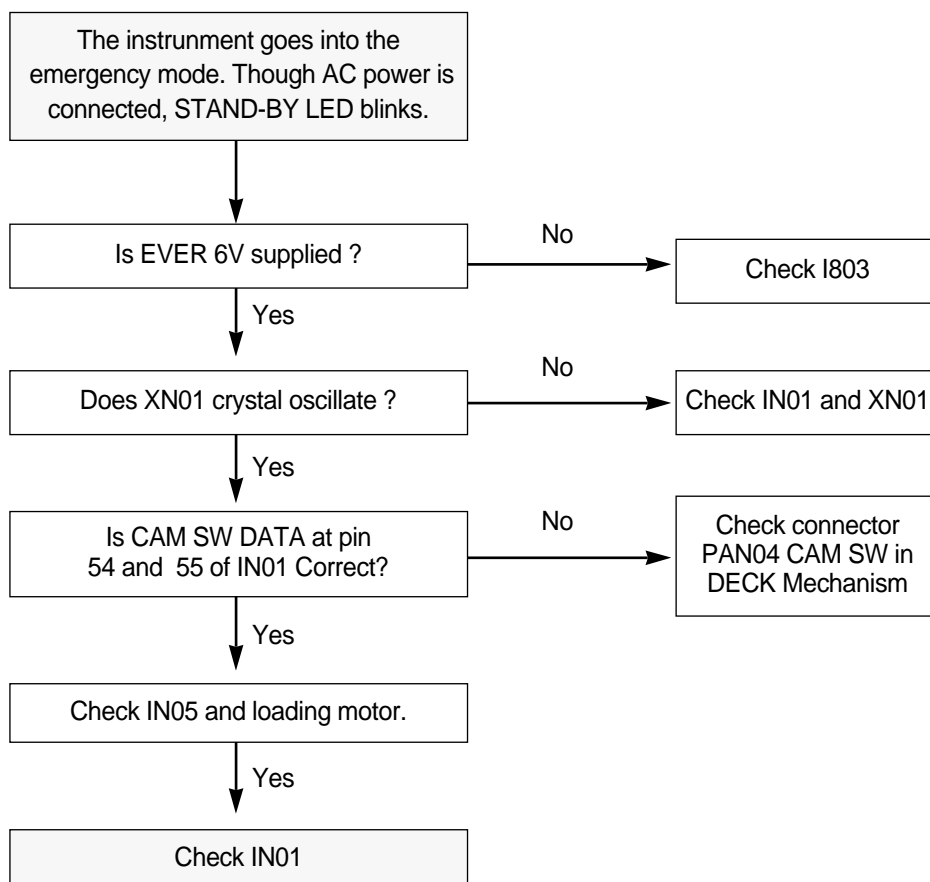 The instrunment goes into the
emergency mode. Though AC power is
connected, STAND-BY LED blinks.
Is EVER 6V supplied ?
No
Check I803
Yes
Does XN01 crystal oscillate ?
No
Check IN01 and XN01
Yes
Is CAM SW DATA at pin
54 and 55 of IN01 Correct?
No
Check connector
PAN04 CAM SW in
DECK Mechanism
Yes
Check IN05 and loading motor.
Yes
Check IN01